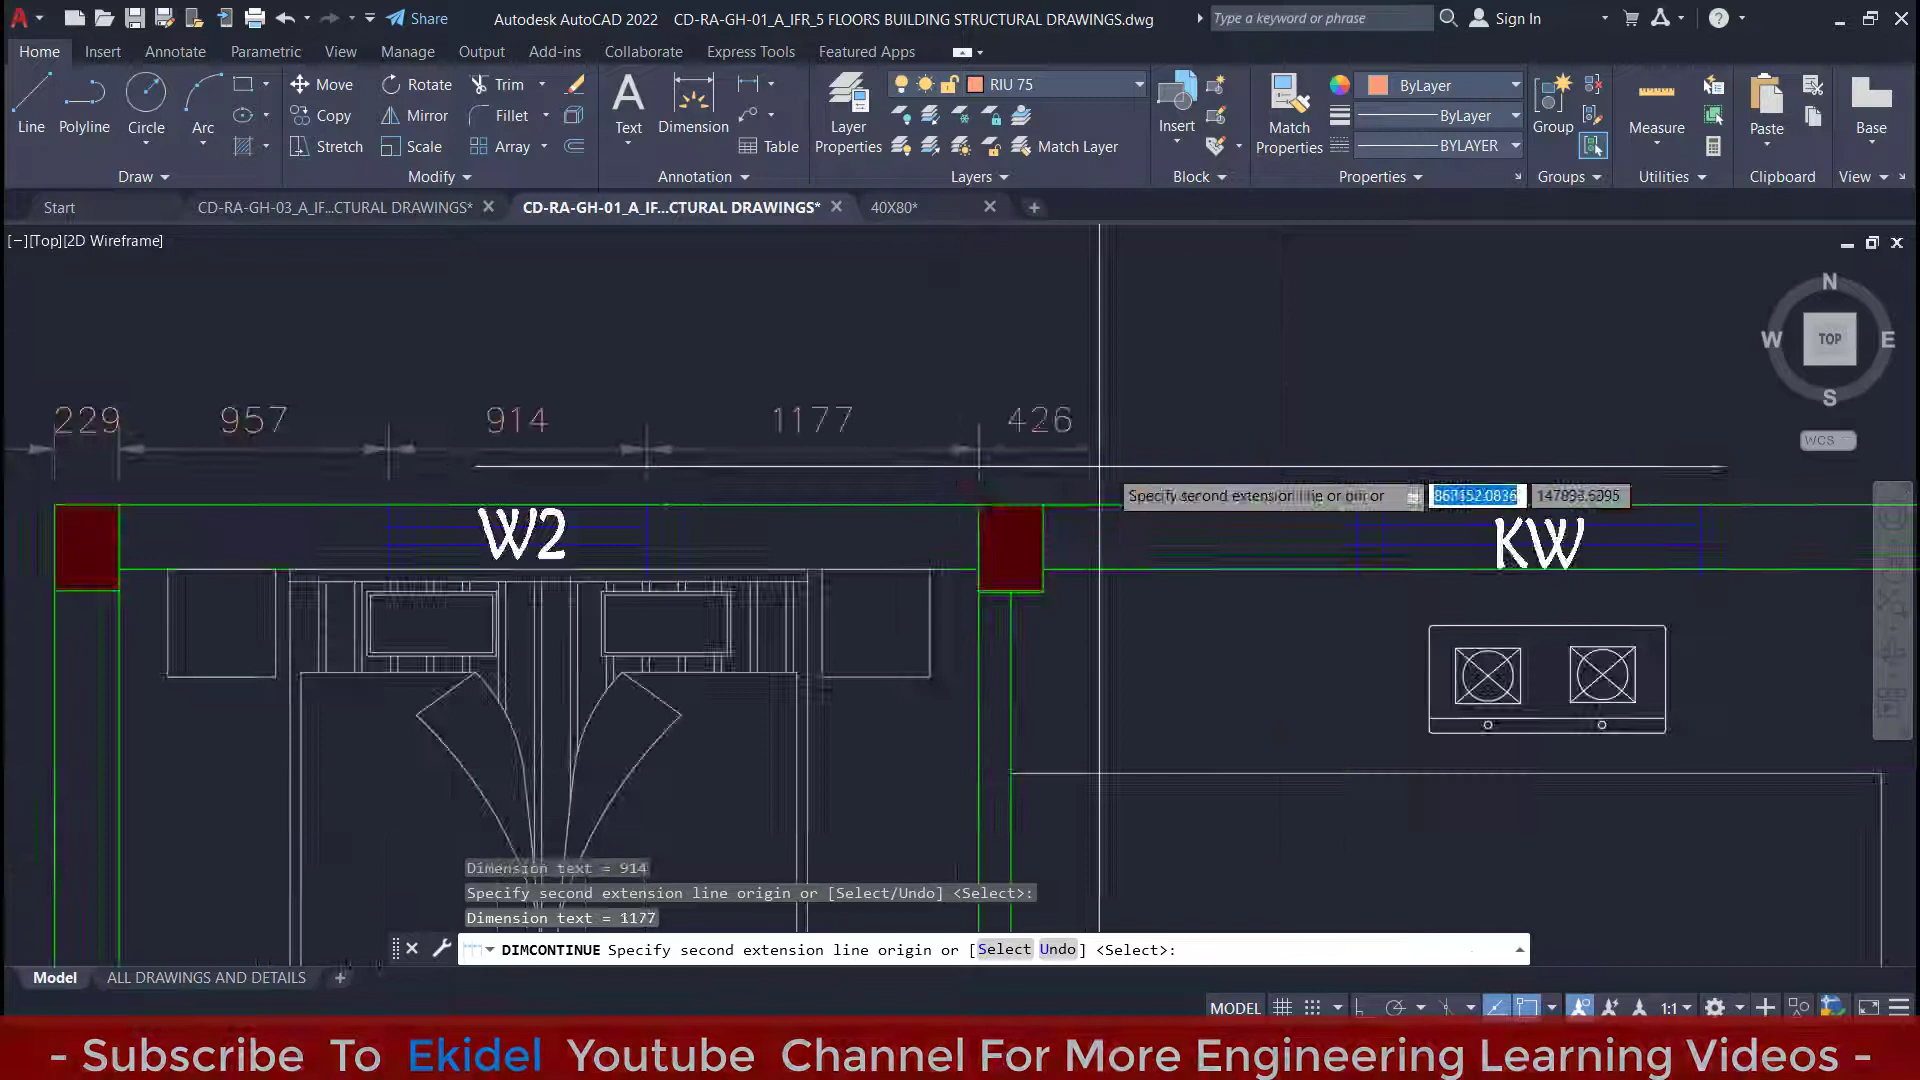 Share
Autodesk AutoCAD 2022 CD-RA-GH-01_A_IFR_5 FLOORS BUILDING STRUCTURAL DRAWINGS.dwg
Type a keyword or phrase
Sign In
Home Insert Annotate Parametric View Manage Output Add-ins Collaborate Express Tools Featured Apps
Line Polyline Circle Arc
Move Rotate Trim
Copy Mirror Fillet
Stretch Scale Array
Text Dimension Table
Layer Properties
RIU 75
Match Layer
Insert
Match Properties
ByLayer
ByLayer
BYLAYER
Group
Measure
Paste
Base
Draw Modify Annotation Layers Block Properties Groups Utilities Clipboard View
Start CD-RA-GH-03_A_IF...CTURAL DRAWINGS* CD-RA-GH-01_A_IF...CTURAL DRAWINGS* 40X80*
[−][Top][2D Wireframe]
N
W TOP E
S
WCS
229 957 914 1177 426
Specify second extension
W2 KW
Dimension text = 914
Specify second extension line origin or [Select/Undo] <Select>:
Dimension text = 1177
DIMCONTINUE Specify second extension line origin or [Select Undo] <Select>:
Model ALL DRAWINGS AND DETAILS
MODEL 1:1
- Subscribe To Ekidel Youtube Channel For More Engineering Learning Videos -